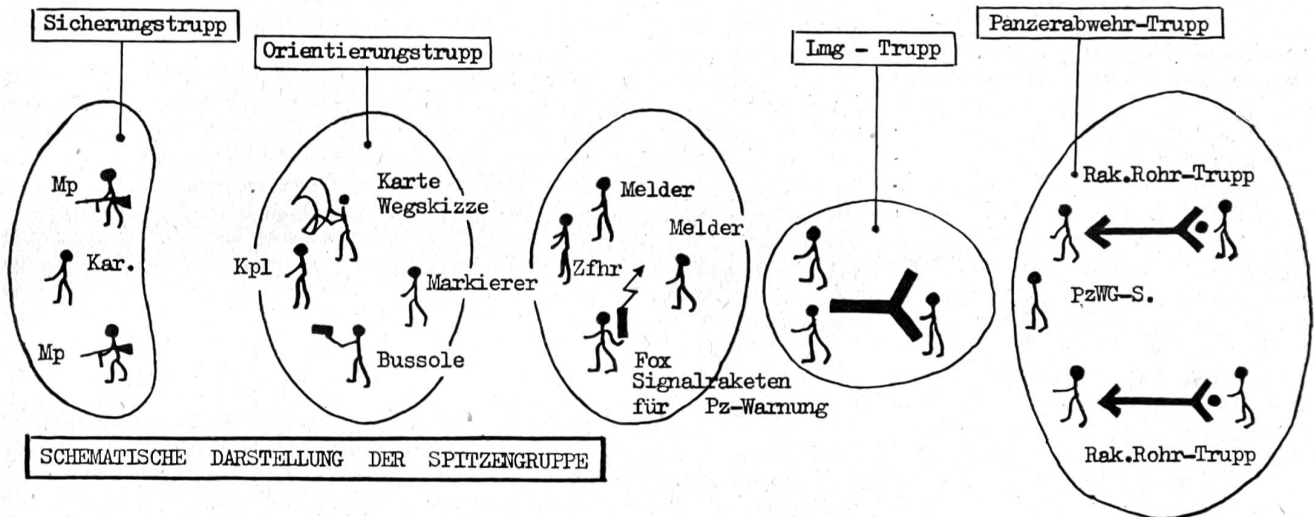 Sicherungstrupp
Orientierungstrupp
Lmg - Trupp
Panzerabwehr-Trupp
Mp
Kar.
Mp
Karte
Wegskizze
Kpl
Markierer
Bussole
Melder
Melder
Zfhr
Fox
Signalraketen
für Pz-Warnung
Rak.Rohr-Trupp
PzWG-S.
Rak.Rohr-Trupp
SCHEMATISCHE DARSTELLUNG DER SPITZENGRUPPE